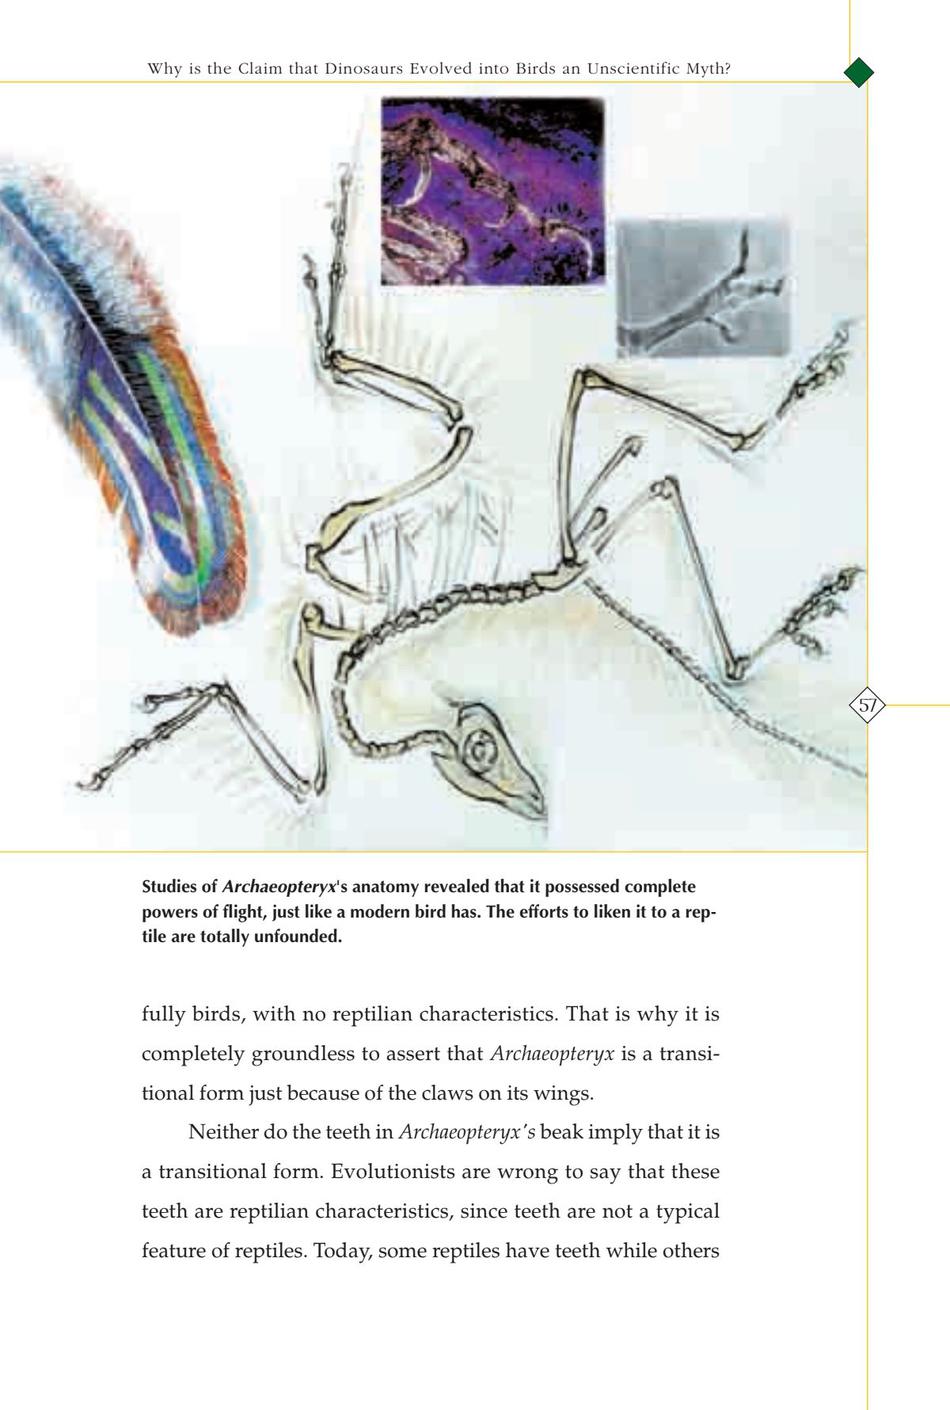 Why is the Claim that Dinosaurs Evolved into Birds an Unscientific Myth?
57
Studies of Archaeopteryx's anatomy revealed that it possessed complete
powers of flight, just like a modern bird has. The efforts to liken it to a rep-
tile are totally unfounded.
fully birds, with no reptilian characteristics. That is why it is
completely groundless to assert that Archaeopteryx is a transi-
tional form just because of the claws on its wings.
Neither do the teeth in Archaeopteryx's beak imply that it is
a transitional form. Evolutionists are wrong to say that these
teeth are reptilian characteristics, since teeth are not a typical
feature of reptiles. Today, some reptiles have teeth while others